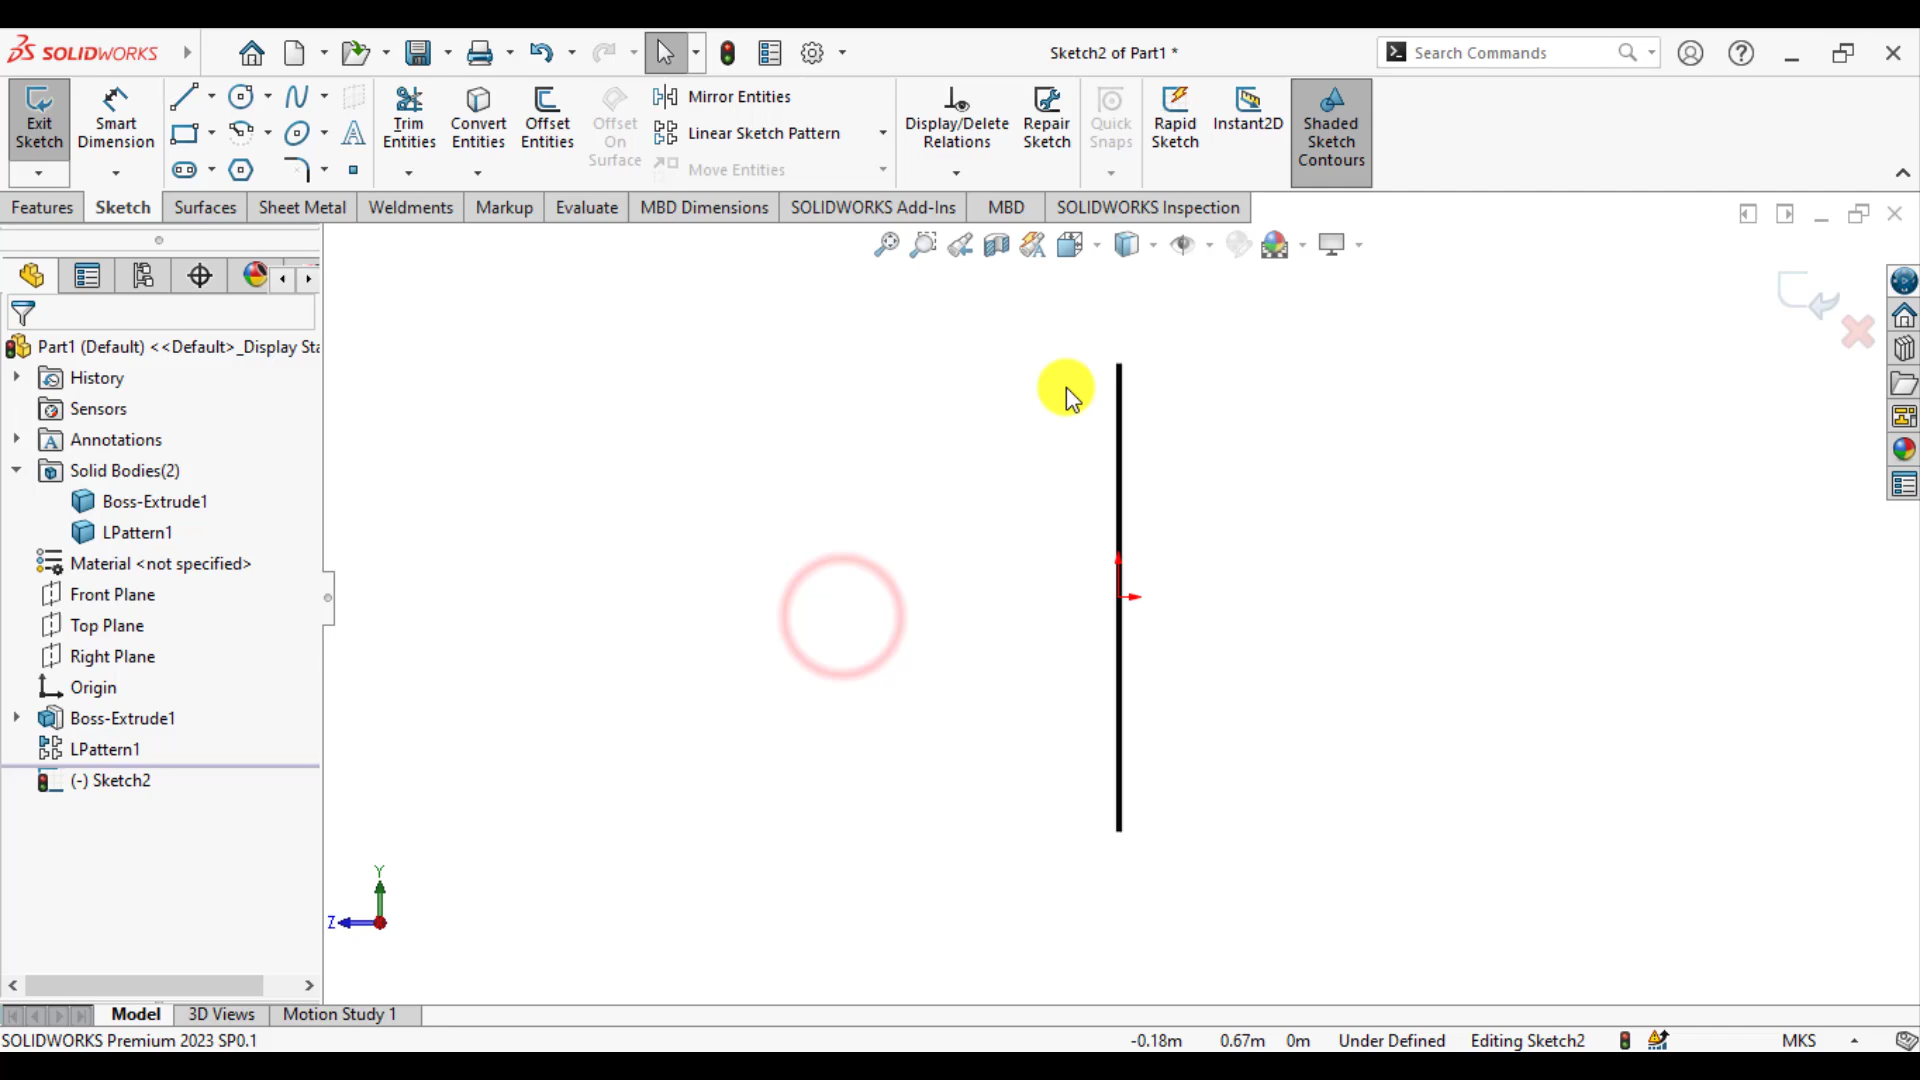 SOLIDWORKS
Sketch2 of Part1 *
Search Commands
Exit Sketch
Smart Dimension
Trim Entities
Convert Entities
Offset Entities
Offset On Surface
Mirror Entities
Linear Sketch Pattern
Move Entities
Display/Delete Relations
Repair Sketch
Quick Snaps
Rapid Sketch
Instant2D
Shaded Sketch Contours
Features
Sketch
Surfaces
Sheet Metal
Weldments
Markup
Evaluate
MBD Dimensions
SOLIDWORKS Add-Ins
MBD
SOLIDWORKS Inspection
Part1 (Default) <<Default>_Display Sta
History
Sensors
Annotations
Solid Bodies(2)
Boss-Extrude1
LPattern1
Material <not specified>
Front Plane
Top Plane
Right Plane
Origin
Boss-Extrude1
LPattern1
(-) Sketch2
Y
Z
Model
3D Views
Motion Study 1
SOLIDWORKS Premium 2023 SP0.1
-0.18m
0.67m
0m
Under Defined
Editing Sketch2
MKS